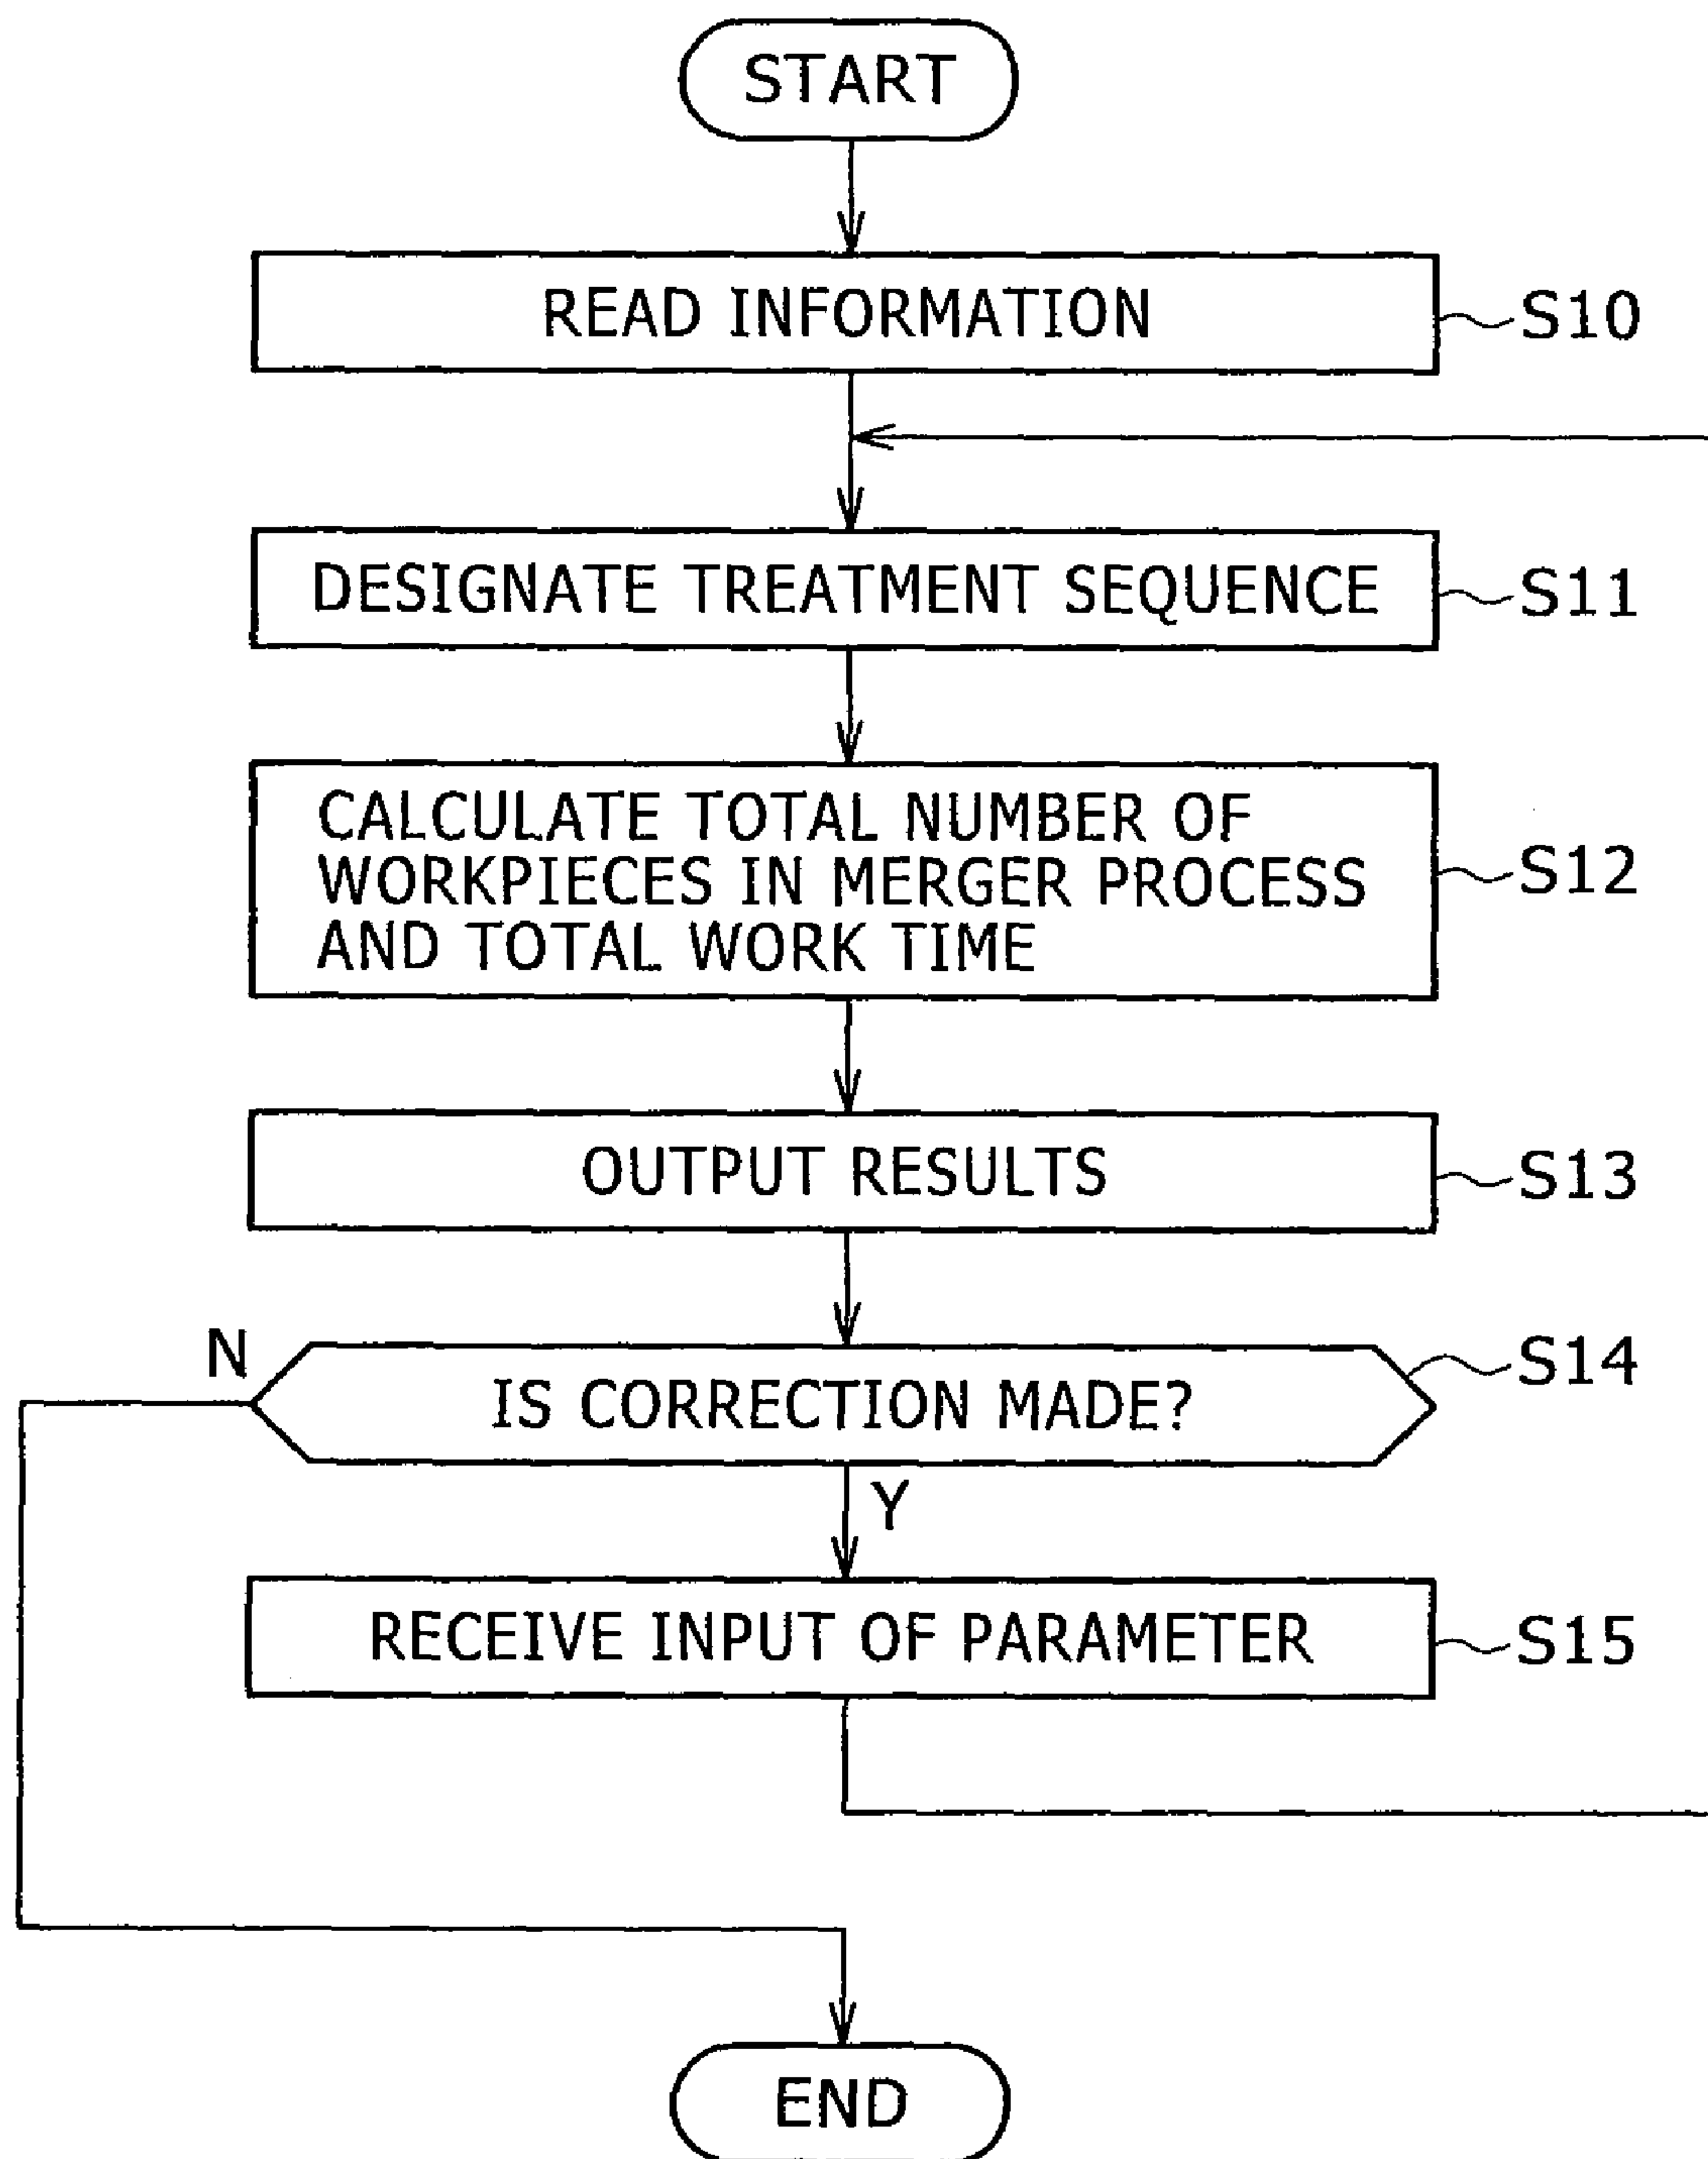 START
READ INFORMATION
S10
DESIGNATE TREATMENT SEQUENCE
S11
CALCULATE TOTAL NUMBER OF
WORKPIECES IN MERGER PROCESS
AND TOTAL WORK TIME
S12
OUTPUT RESULTS
S13
N
IS CORRECTION MADE?
S14
Y
RECEIVE INPUT OF PARAMETER
S15
END